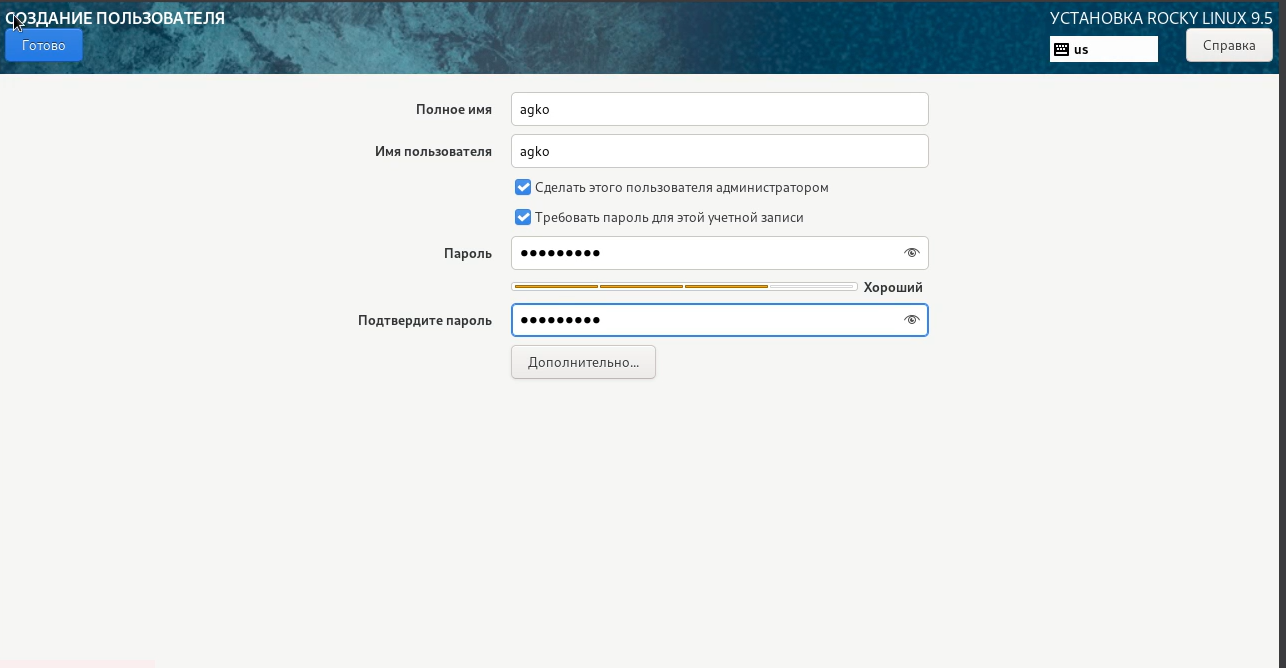 СОЗДАНИЕ ПОЛЬЗОВАТЕЛЯ
УСТАНОВКА ROCKY LINUX 9.5
Готово
us
Справка
Полное имя
agko
Имя пользователя
agko
Сделать этого пользователя администратором
Требовать пароль для этой учетной записи
Пароль
●●●●●●●●●
Хороший
Подтвердите пароль
●●●●●●●●●
Дополнительно...